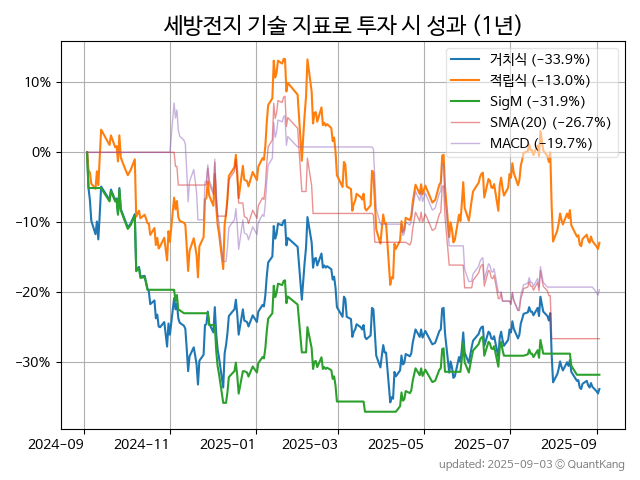 세방전지 기술 지표로 투자 시 성과 (1년)
거치식 (−33.9%)
적립식 (−13.0%)
SigM (−31.9%)
SMA(20) (−26.7%)
MACD (−19.7%)
10%
0%
−10%
−20%
−30%
2024-09
2024-11
2025-01
2025-03
2025-05
2025-07
2025-09
updated: 2025-09-03 © QuantKang